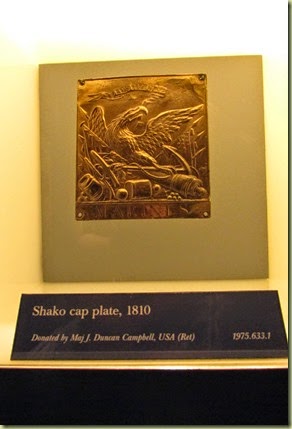 Shako cap plate, 1810
Donated by Maj J. Duncan Campbell, USA (Ret) 1975.633.1